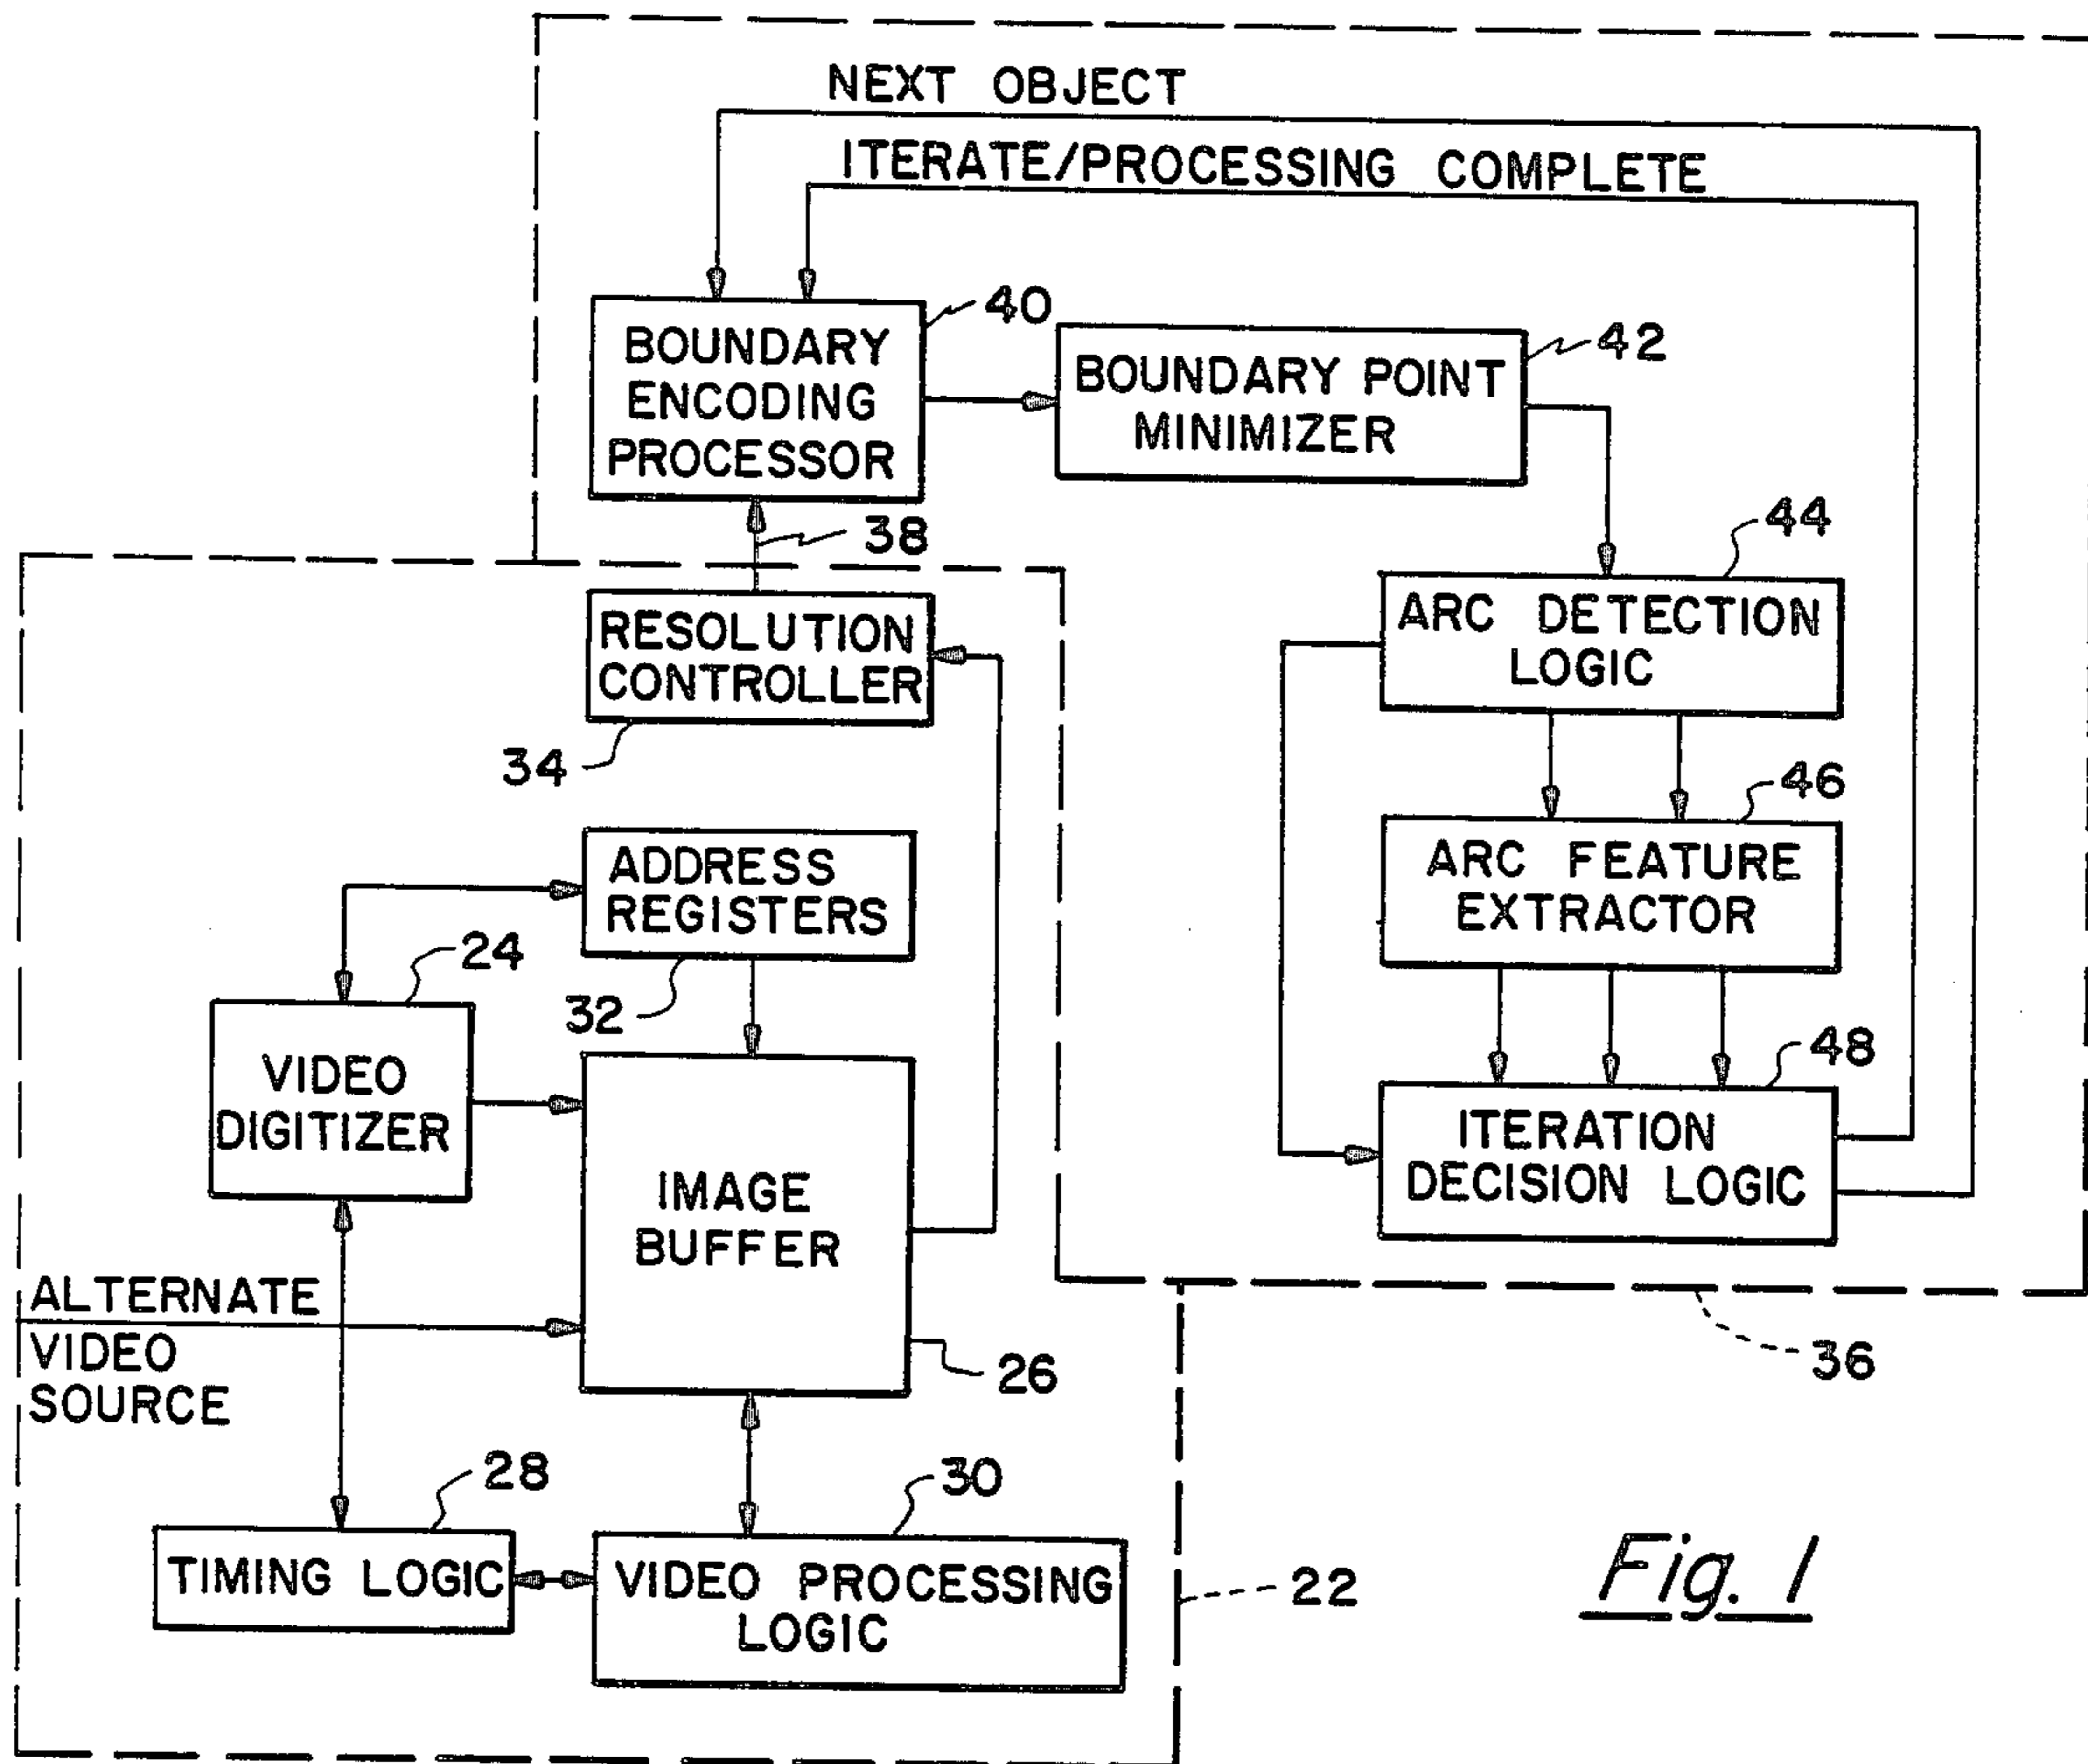 NEXT OBJECT
ITERATE/PROCESSING COMPLETE
40
BOUNDARY
ENCODING
PROCESSOR
42
BOUNDARY POINT
MINIMIZER
38
44
ARC DETECTION
LOGIC
RESOLUTION
CONTROLLER
34
46
ARC FEATURE
EXTRACTOR
ADDRESS
REGISTERS
24
32
48
VIDEO
DIGITIZER
ITERATION
DECISION LOGIC
IMAGE
BUFFER
ALTERNATE
VIDEO
SOURCE
26
36
28
30
TIMING LOGIC
VIDEO PROCESSING
LOGIC
22
Fig. 1